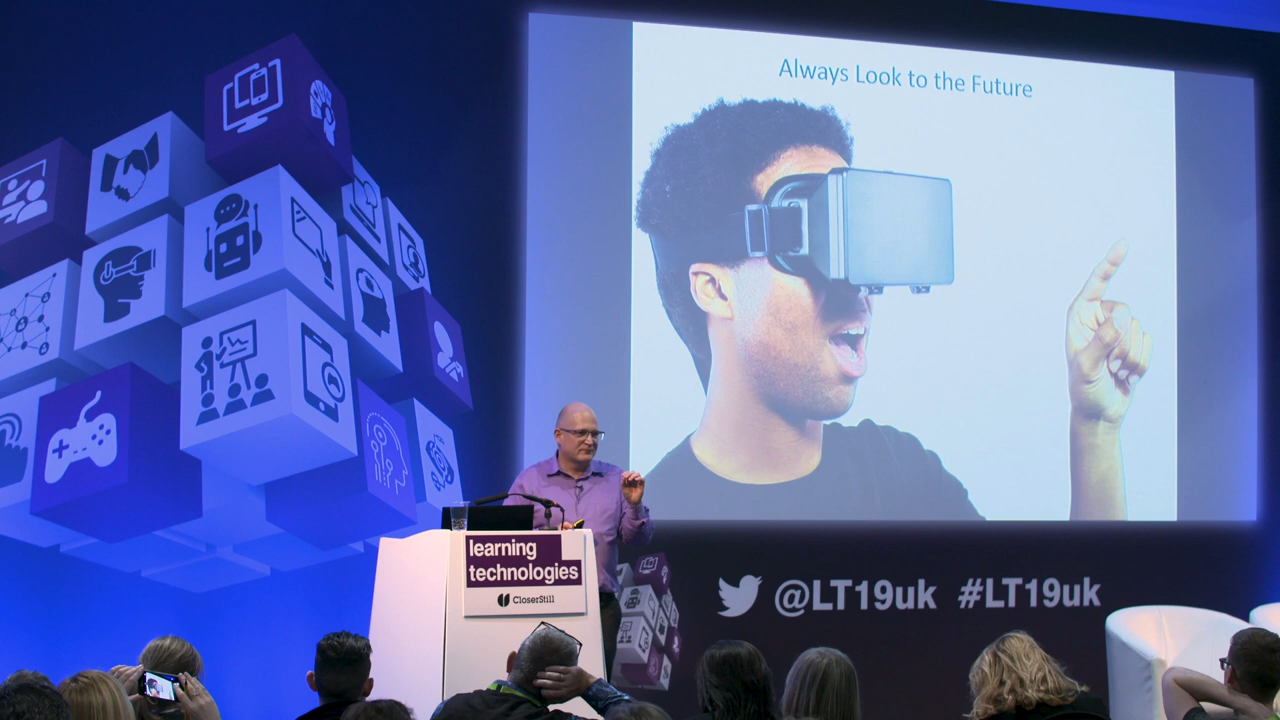 Always Look to the Future
learning
technologies
CloserStill
@LT19uk #LT19uk